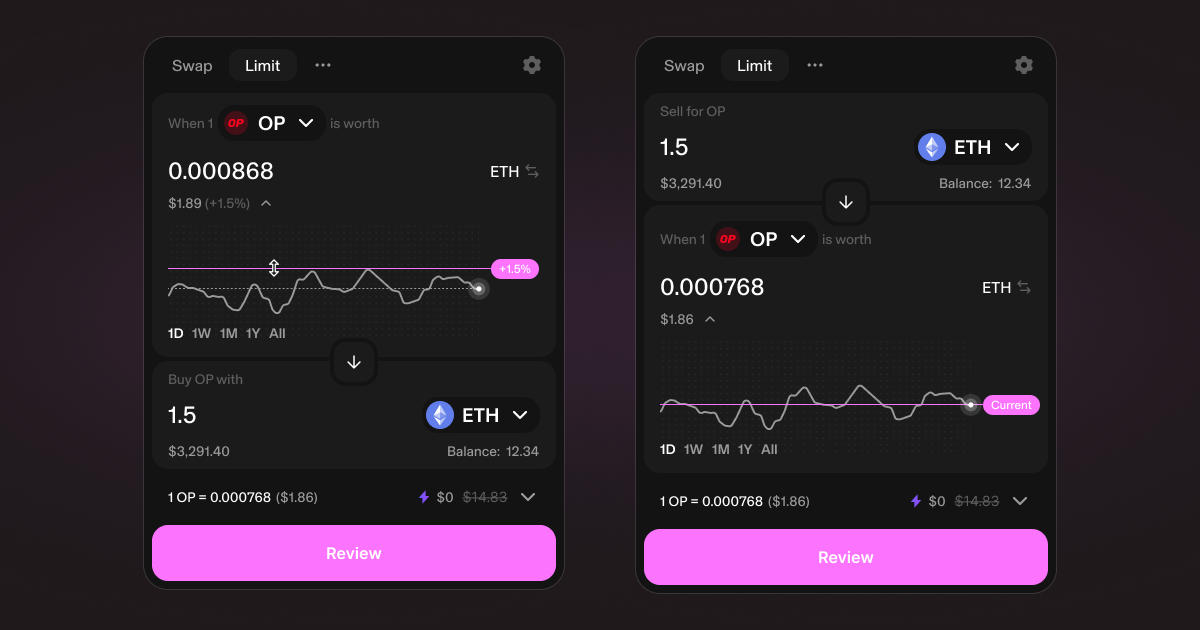 Swap Limit ...
When 1 OP OP is worth
0.000868 ETH
$1.89 (+1.5%)
+1.5%
1D 1W 1M 1Y All
Buy OP with
1.5 ETH
$3,291.40 Balance: 12.34
1 OP = 0.000768 ($1.86) $0 $14.83
Review
Swap Limit ...
Sell for OP
1.5 ETH
$3,291.40 Balance: 12.34
When 1 OP OP is worth
0.000768 ETH
$1.86
Current
1D 1W 1M 1Y All
1 OP = 0.000768 ($1.86) $0 $14.83
Review